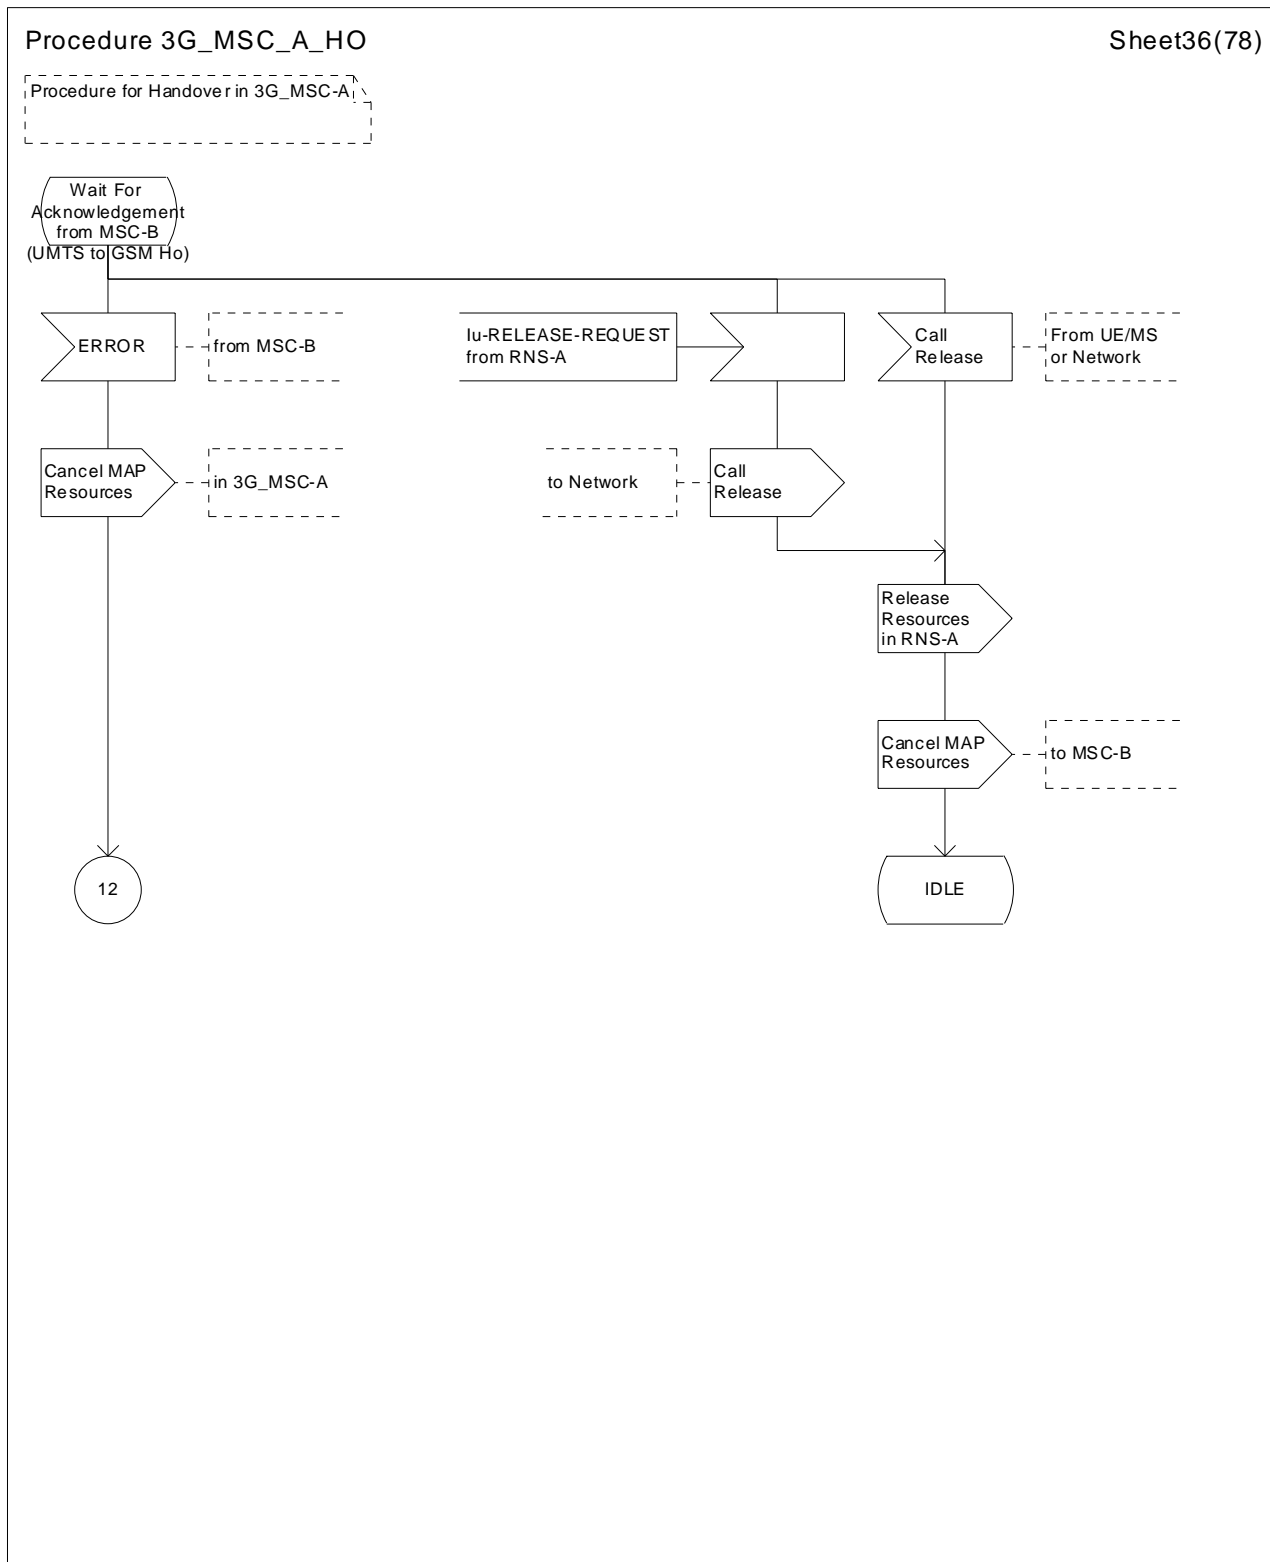 Procedure 3G_MSC_A_HO
Sheet36(78)
Procedure for Handover in 3G_MSC-A
Wait For
Acknowledgement
from MSC-B
(UMTS to GSM Ho)
ERROR
from MSC-B
Iu-RELEASE-REQUEST
from RNS-A
Call
Release
From UE/MS
or Network
Cancel MAP
Resources
in 3G_MSC-A
to Network
Call
Release
Release
Resources
in RNS-A
Cancel MAP
Resources
to MSC-B
12
IDLE